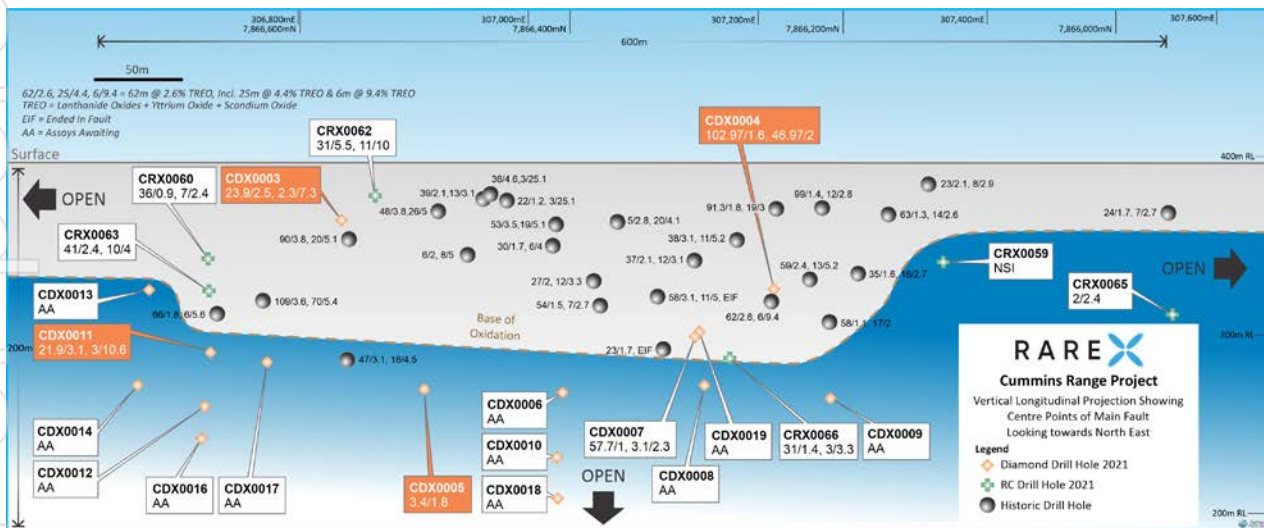 306,800mE
7,866,600mN
307,000mE
7,866,400mN
307,200mE
7,866,200mN
307,400mE
7,866,000mN
307,600mE
600m
50m
62/2.6, 25/4.4, 6/9.4 = 62m @ 2.6% TREO, incl. 25m @ 4.4% TREO & 6m @ 9.4% TREO
TREO = Lanthanide Oxides + Yttrium Oxide + Scandium Oxide
EIF = Ended In Fault
AA = Assays Awaiting
CRX0062
31/5.5, 11/10
CDX0004
102.97/1.6, 46.97/2
Surface
400m RL
CRX0060
36/0.9, 7/2.4
CDX0003
23.9/2.5, 2.3/7.3
OPEN
CRX0063
41/2.4, 10/4
39/2.1, 13/3.1
36/4.6, 3/25.1
22/1.2, 3/25.1
48/3.8, 26/5
53/3.5, 19/5.1
5/2.8, 20/4.1
91.3/1.8, 19/3
99/1.4, 12/2.8
23/2.1, 8/2.9
63/1.3, 14/2.6
24/1.7, 7/2.7
90/3.8, 20/5.1
6/2, 8/5
30/1.7, 6/4
38/3.1, 11/5.2
37/2.1, 12/3.1
59/2.4, 13/5.2
35/1.6, 18/2.7
CRX0059
NSI
OPEN
CRX0065
2/2.4
CDX0013
AA
66/1.8, 6/5.6
109/3.6, 70/5.4
27/2, 12/3.3
54/1.5, 7/2.7
58/3.1, 11/5, EIF
62/2.6, 6/9.4
58/1.1, 17/2
Base of
Oxidation
CDX0011
21.9/3.1, 3/10.6
200m
47/3.1, 18/4.5
23/1.7, EIF
300m RL
CDX0014
AA
CDX0012
AA
CDX0016
AA
CDX0017
AA
CDX0005
3.4/1.8
CDX0006
AA
CDX0010
AA
CDX0018
AA
OPEN
CDX0007
57.7/1, 3.1/2.3
CDX0008
AA
CDX0019
AA
CRX0066
31/1.4, 3/3.3
CDX0009
AA
RAREX
Cummins Range Project
Vertical Longitudinal Projection Showing
Centre Points of Main Fault
Looking towards North East
Legend
Diamond Drill Hole 2021
RC Drill Hole 2021
Historic Drill Hole
200m RL